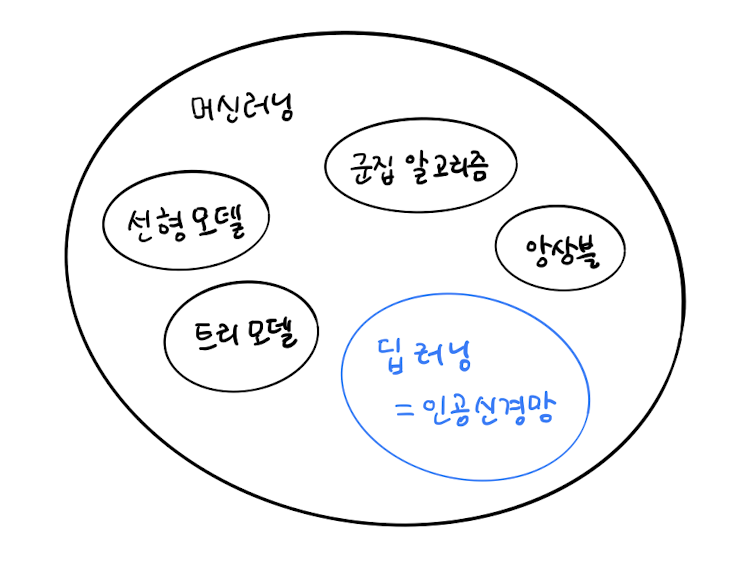 머신러닝
군집 알고리즘
선형 모델
앙상블
트리 모델
딥러닝
= 인공신경망